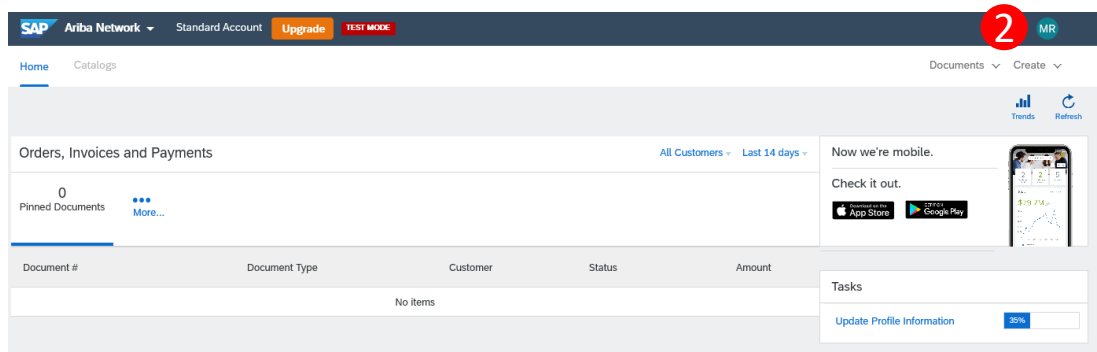 SAP Ariba Network Standard Account Upgrade TEST MODE 2 MR
Home Catalogs Documents Create
Trends Refresh
Orders, Invoices and Payments All Customers Last 14 days
Now we're mobile.
Check it out.
App Store Google Play
0
Pinned Documents
More...
Document # Document Type Customer Status Amount
No items
Tasks
Update Profile Information 35%